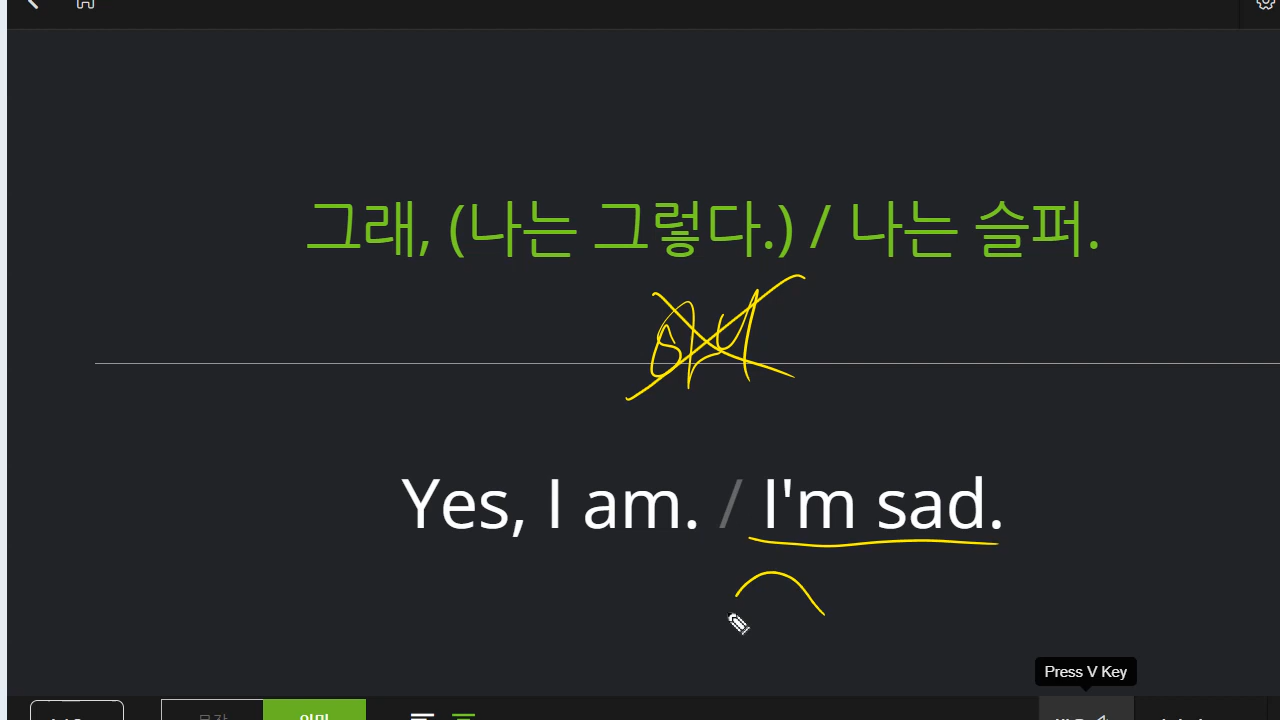 그래, (나는 그렇다.) / 나는 슬퍼.
Yes, I am. / I'm sad.
Press V Key